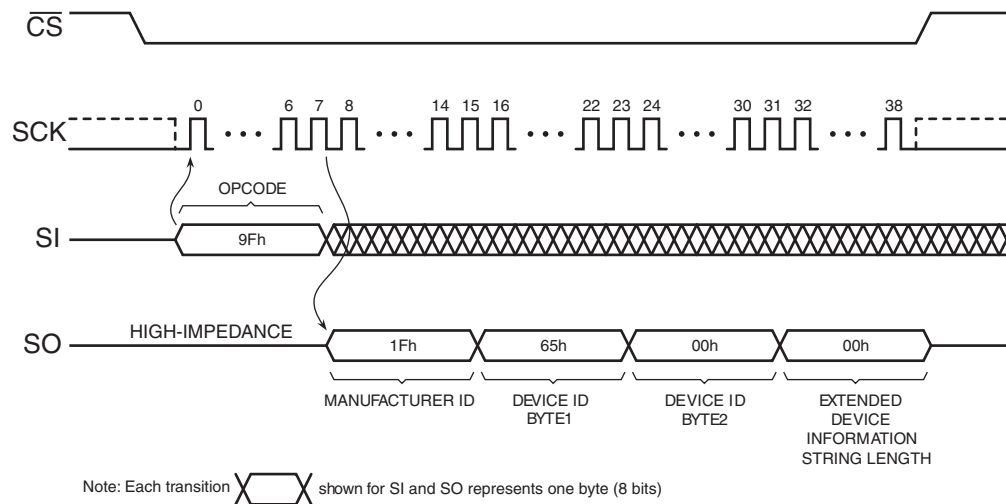 CS
0 6 7 8 14 15 16 22 23 24 30 31 32 38
SCK
OPCODE
SI
9Fh
HIGH-IMPEDANCE
SO
1Fh 65h 00h 00h
MANUFACTURER ID
DEVICE ID
BYTE1
DEVICE ID
BYTE2
EXTENDED
DEVICE
INFORMATION
STRING LENGTH
Note: Each transition shown for SI and SO represents one byte (8 bits)